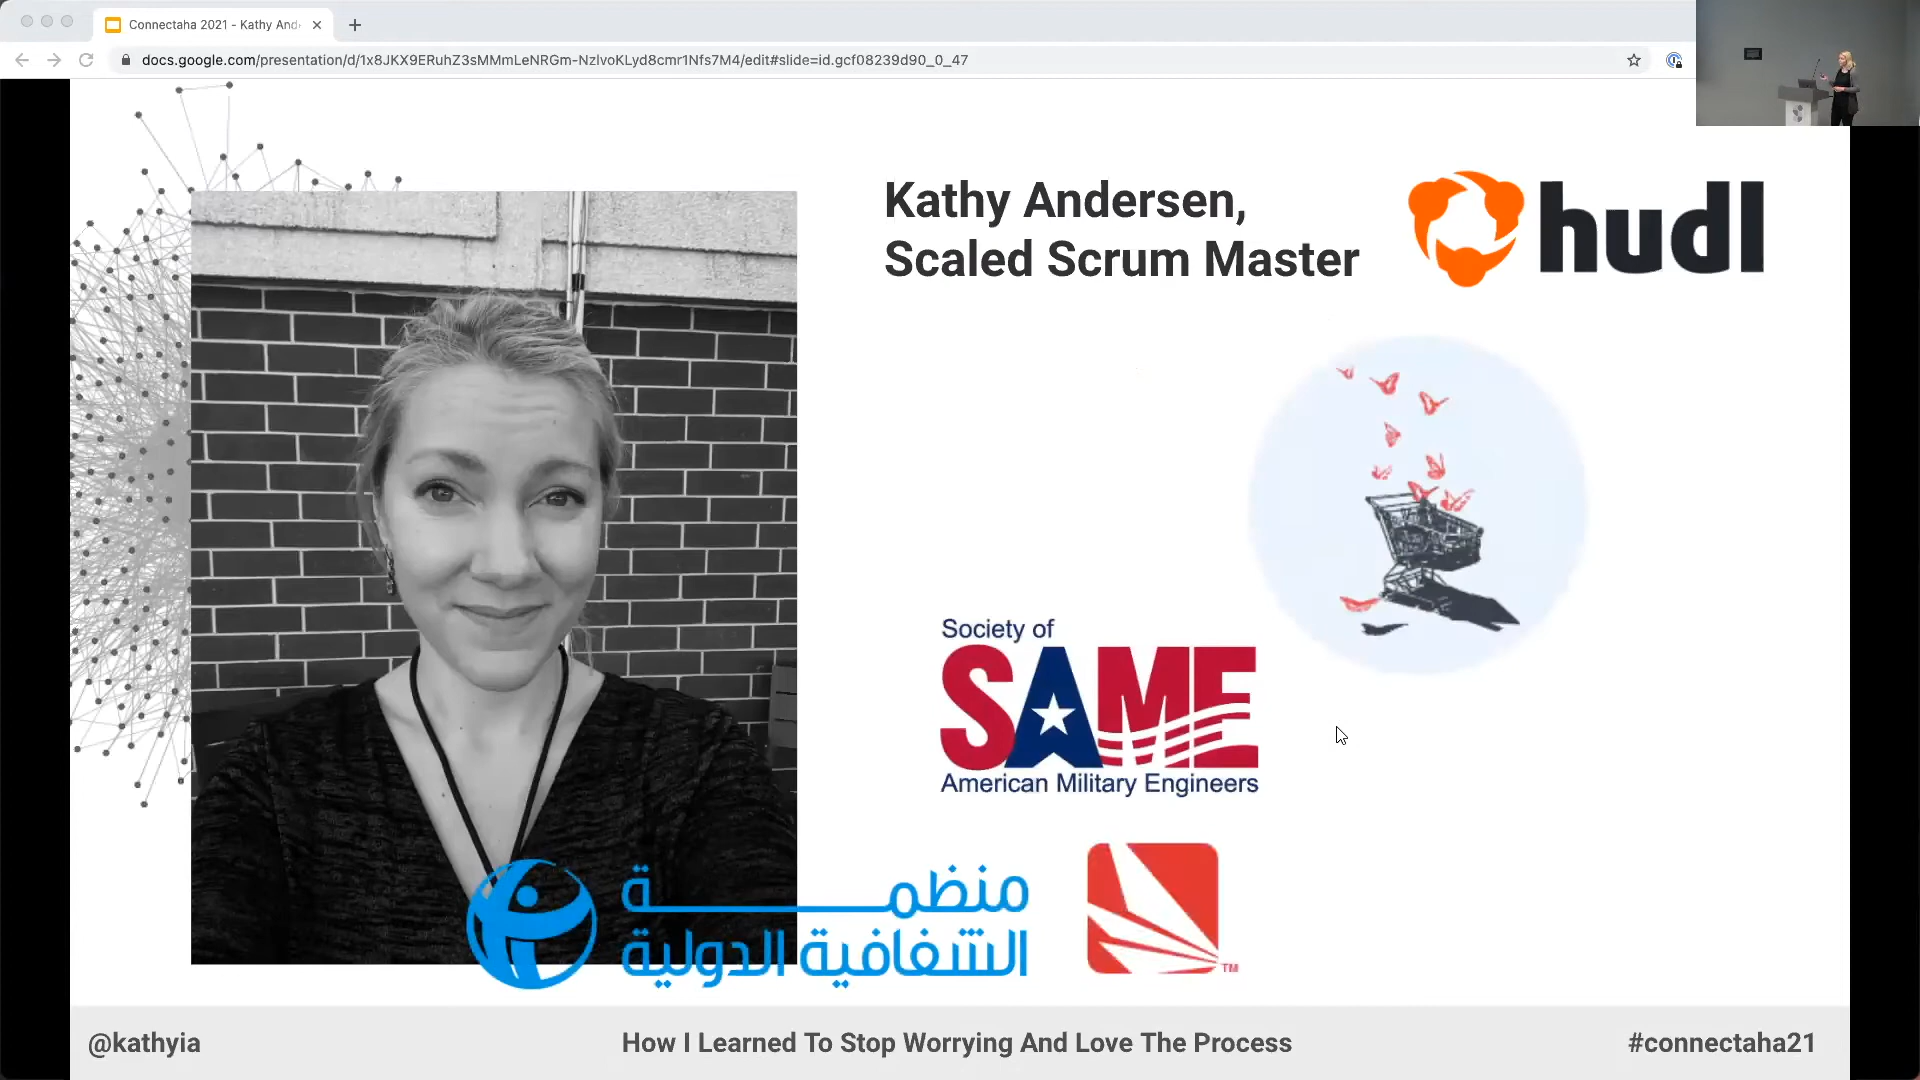 Connectaha 2021 - Kathy And
docs.google.com/presentation/d/1x8JKX9ERuhZ3sMMmLeNRGm-NzlvoKLyd8cmr1Nfs7M4/edit#slide=id.gcf08239d90_0_47
Kathy Andersen,
Scaled Scrum Master
hudl
Society of
SAME
American Military Engineers
منظمـــــــــة
الشفافية الدولية
TM
@kathyia
How I Learned To Stop Worrying And Love The Process
#connectaha21